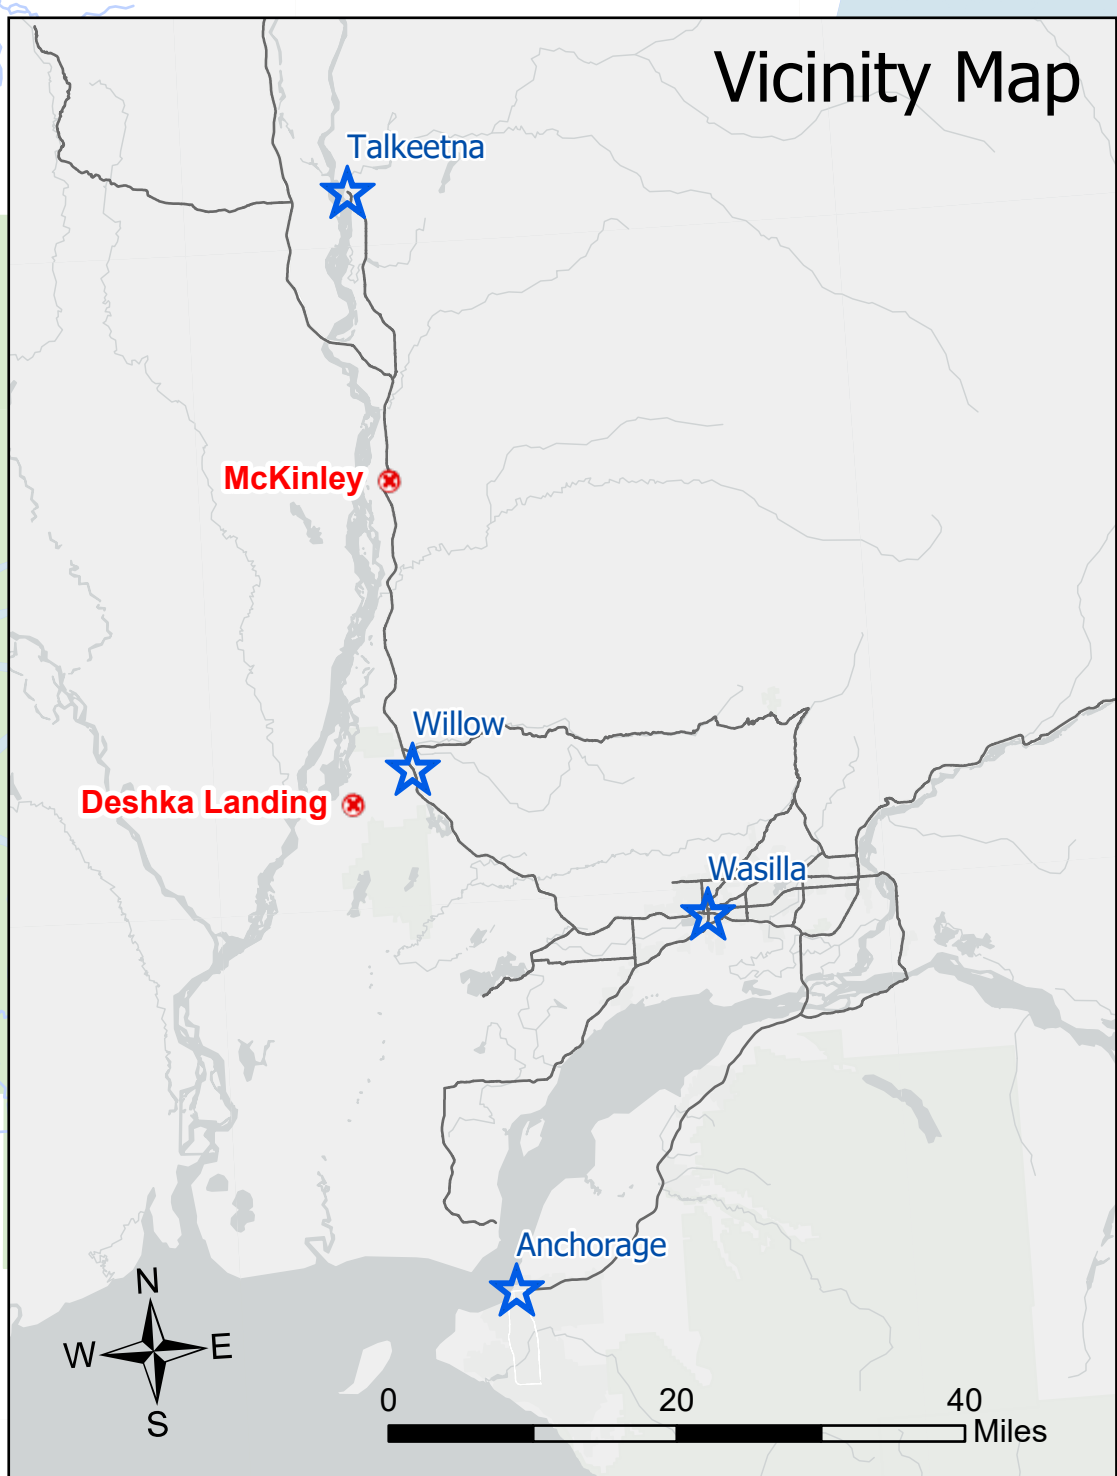 Vicinity Map
Talkeetna
McKinley
Willow
Deshka Landing
Wasilla
Anchorage
N
W E
S
0 20 40
Miles